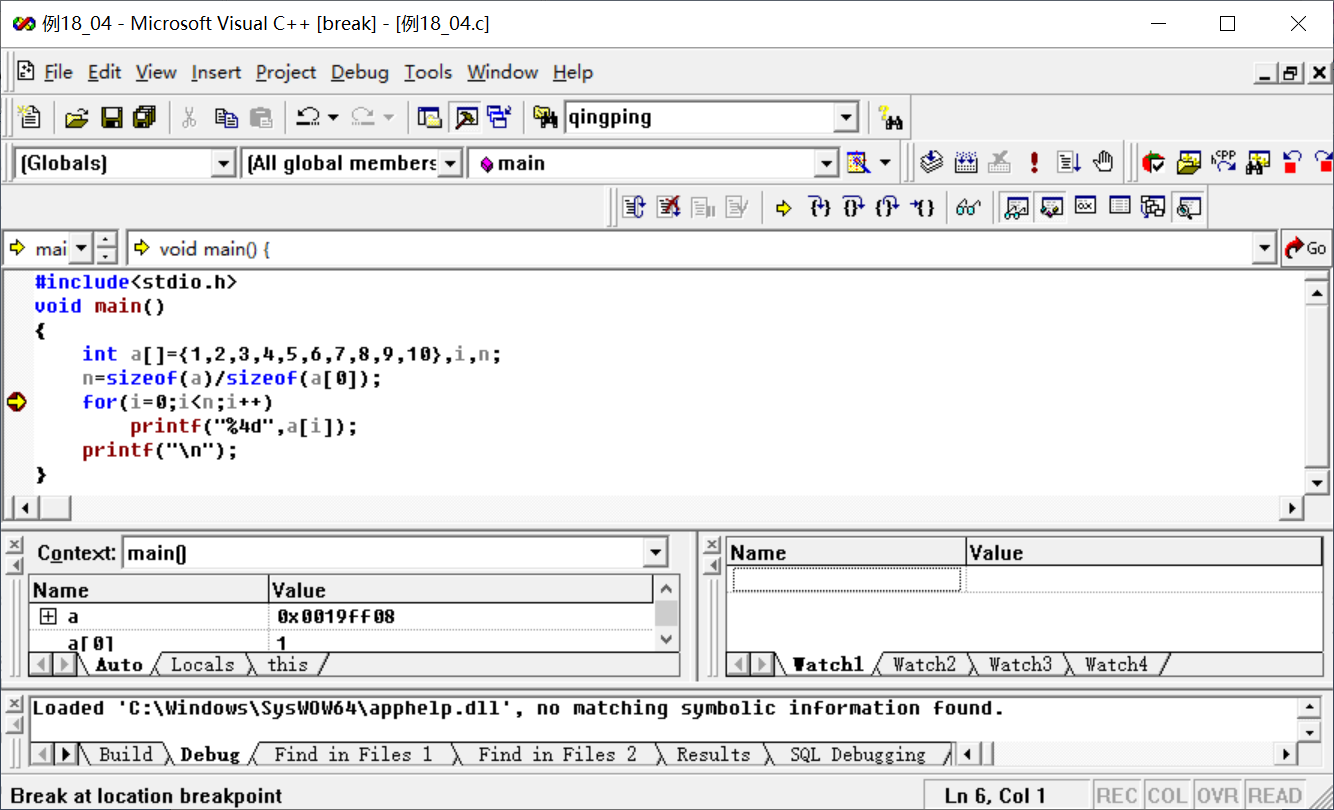 例18_04 - Microsoft Visual C++ [break] - [例18_04.c]
File Edit View Insert Project Debug Tools Window Help
qingping
(Globals) (All global members main
mai void main() { Go
#include<stdio.h>
void main()
{
int a[]={1,2,3,4,5,6,7,8,9,10},i,n;
n=sizeof(a)/sizeof(a[0]);
for(i=0;i<n;i++)
printf("%4d",a[i]);
printf("\n");
}
Context: main()
Name Value
a 0x0019ff08
a[0] 1
Auto Locals this
Name Value
Watch1 Watch2 Watch3 Watch4
Loaded 'C:\Windows\SysWOW64\apphelp.dll', no matching symbolic information found.
Build Debug Find in Files 1 Find in Files 2 Results SQL Debugging
Break at location breakpoint Ln 6, Col 1 REC COL OVR READ